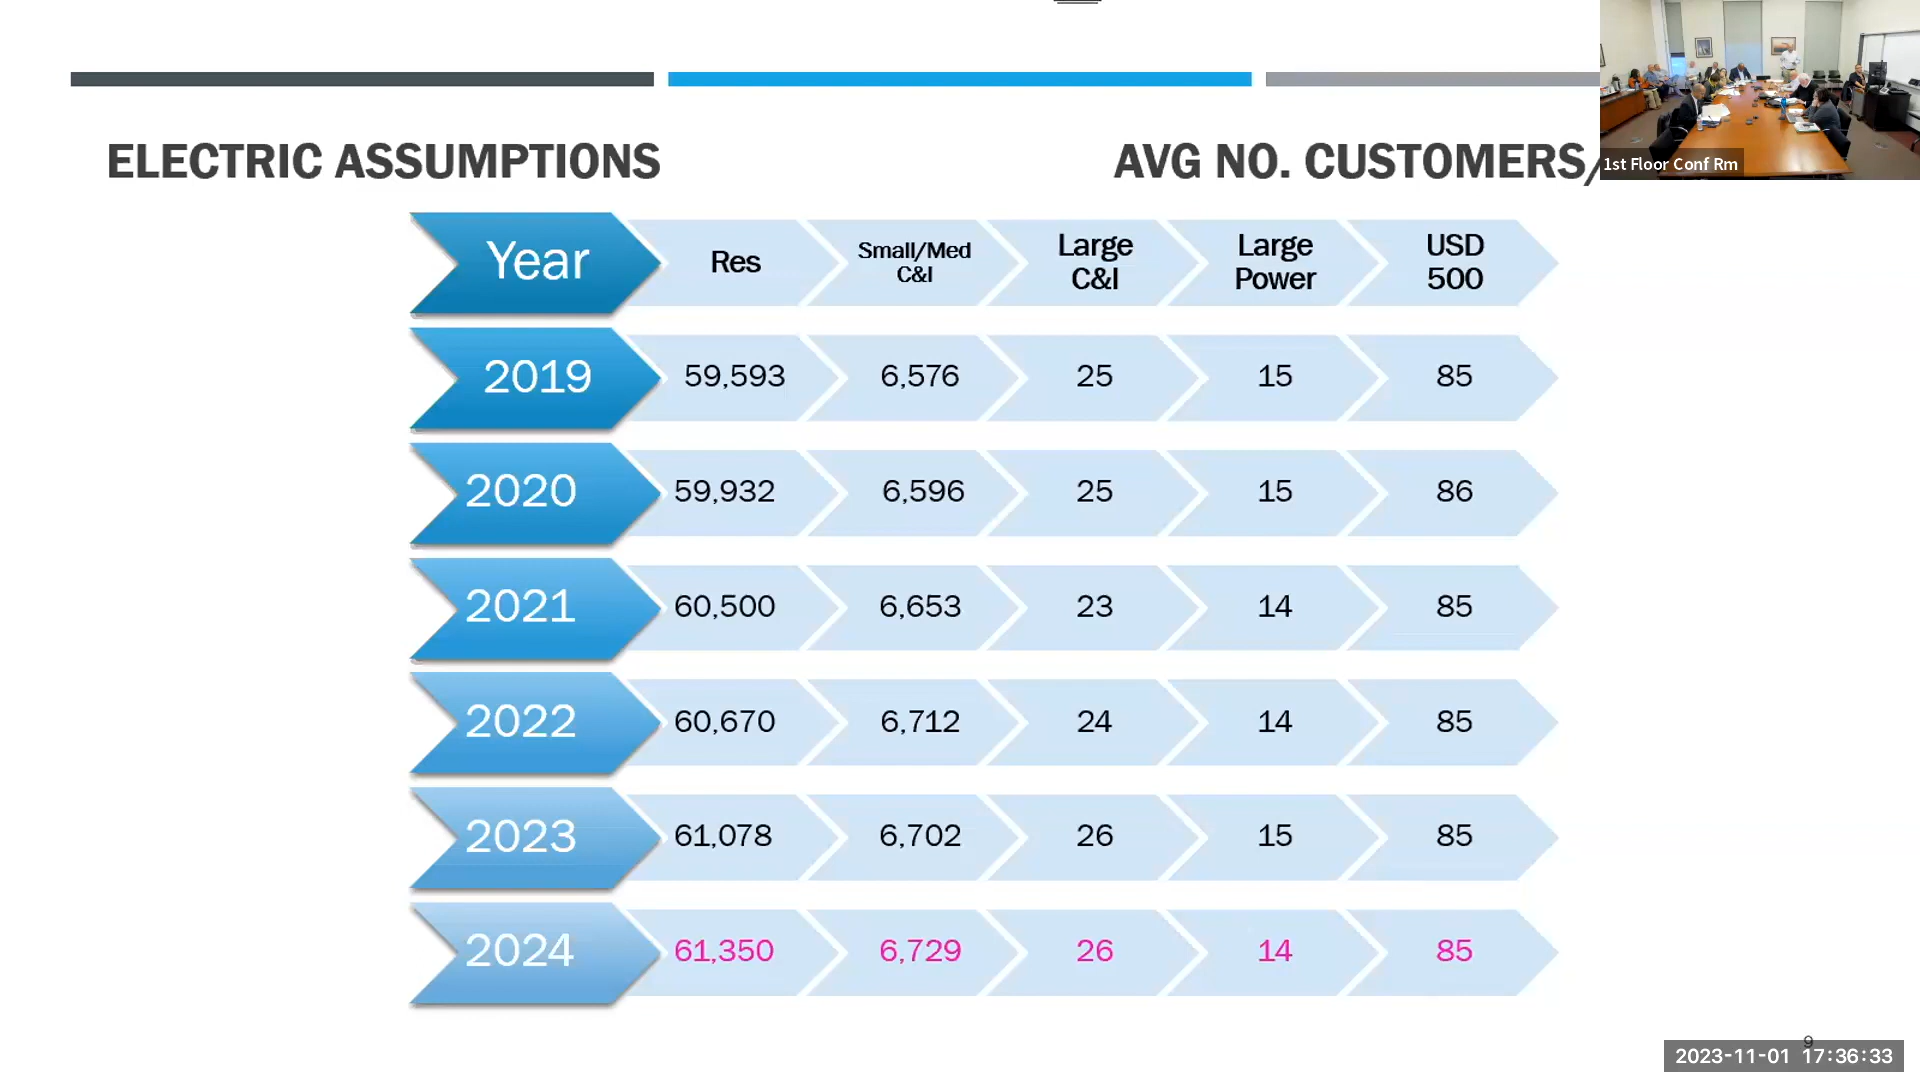 ELECTRIC ASSUMPTIONS AVG NO. CUSTOMERS/
1st Floor Conf Rm
Year Res Small/Med C&I Large C&I Large Power USD 500
2019 59,593 6,576 25 15 85
2020 59,932 6,596 25 15 86
2021 60,500 6,653 23 14 85
2022 60,670 6,712 24 14 85
2023 61,078 6,702 26 15 85
2024 61,350 6,729 26 14 85
9
2023-11-01 17:36:33